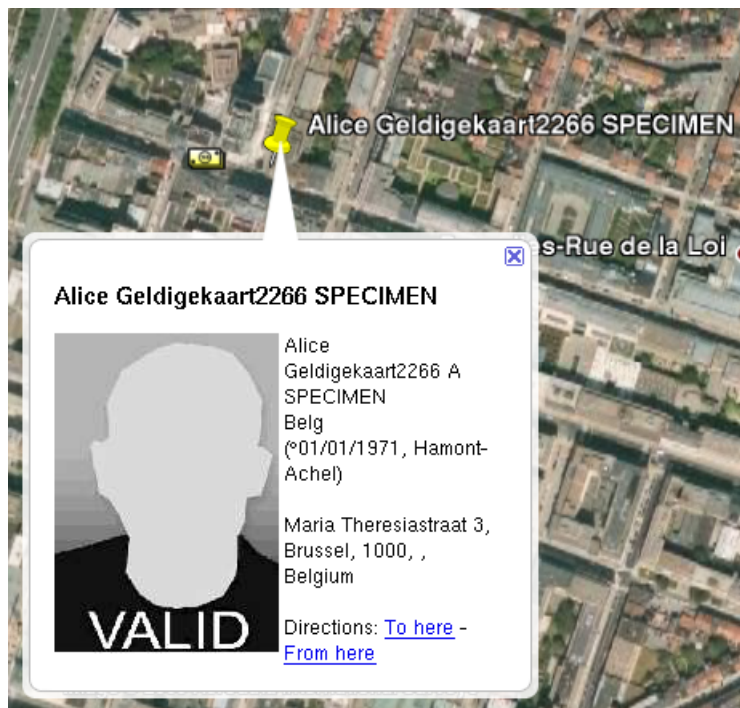 Alice Geldigekaart2266 SPECIMEN
es-Rue de la Loi
Alice Geldigekaart2266 SPECIMEN
Alice
Geldigekaart2266 A
SPECIMEN
Belg
(°01/01/1971, Hamont-
Achel)
Maria Theresiastraat 3,
Brussel, 1000, ,
Belgium
Directions: To here -
From here
VALID